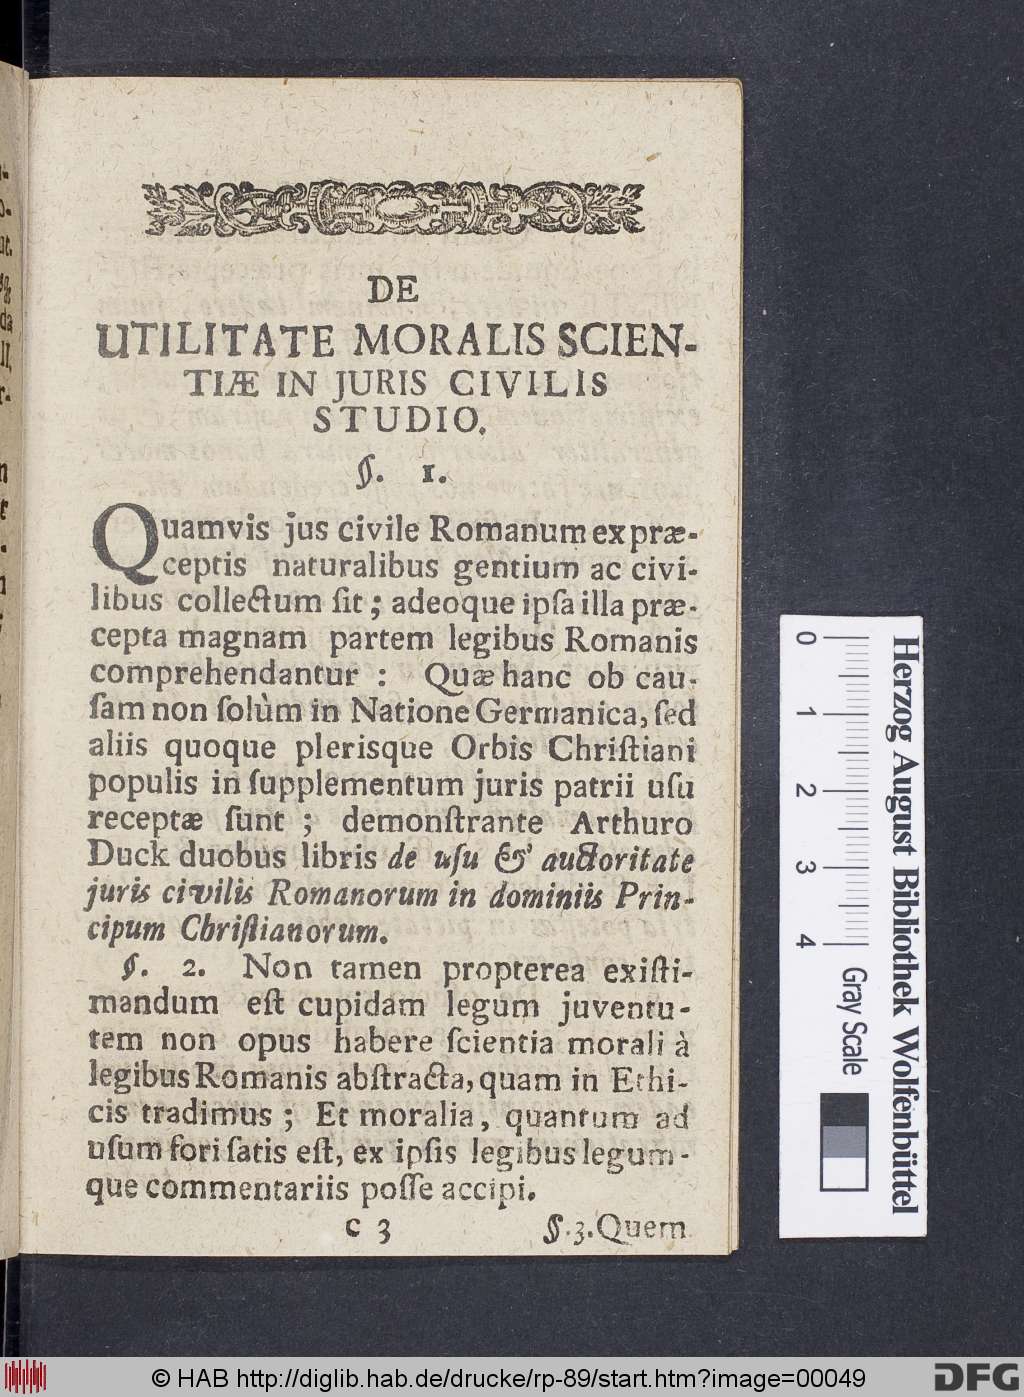 DE
UTILITATE MORALIS SCIEN-
TIÆ IN JURIS CIVILIS
STUDIO.
§. 1.
Quamvis jus civile Romanum ex præ-
ceptis naturalibus gentium ac civi-
libus collectum ſit; adeoque ipſa illa præ-
cepta magnam partem legibus Romanis
comprehendantur : Quæ hanc ob cau-
ſam non ſolùm in Natione Germanica, ſed
aliis quoque plerisque Orbis Chriſtiani
populis in ſupplementum juris patrii uſu
receptæ ſunt ; demonſtrante Arthuro
Duck duobus libris de uſu & auctoritate
juris civilis Romanorum in dominiis Prin-
cipum Chriſtianorum.
§. 2. Non tamen propterea exiſti-
mandum eſt cupidam legum juventu-
tem non opus habere ſcientia morali à
legibus Romanis abſtracta, quam in Ethi-
cis tradimus ; Et moralia, quantum ad
uſum fori ſatis eſt, ex ipſis legibus legum-
que commentariis poſſe accipi.
c 3 §. 3. Quem
0 1 2 3 4
Gray Scale
Herzog August Bibliothek Wolfenbüttel
© HAB http://diglib.hab.de/drucke/rp-89/start.htm?image=00049
DFG